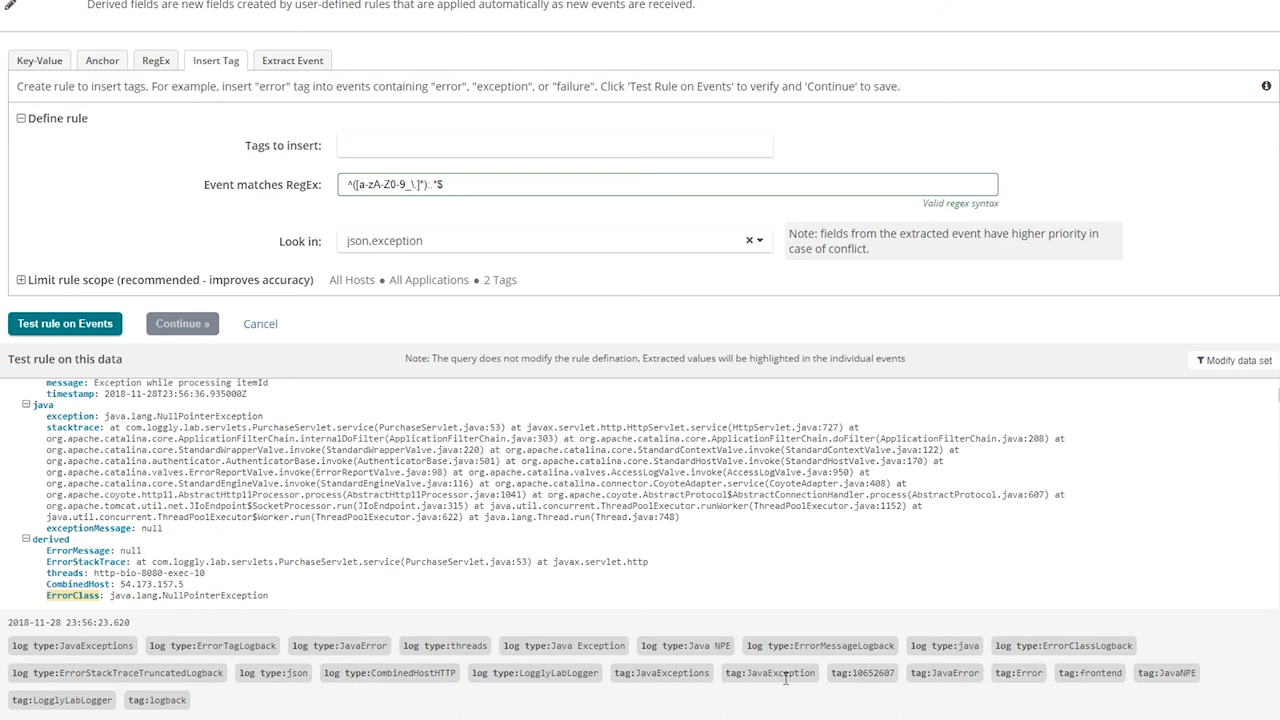 Derived fields are new fields created by user-defined rules that are applied automatically as new events are received.
Key-Value Anchor RegEx Insert Tag Extract Event
Create rule to insert tags. For example, insert "error" tag into events containing "error", "exception", or "failure". Click 'Test Rule on Events' to verify and 'Continue' to save.
Define rule
Tags to insert:
Event matches RegEx: ^([a-zA-Z0-9_\.]*):.*$
Valid regex syntax
Look in: json.exception
Note: fields from the extracted event have higher priority in
case of conflict.
Limit rule scope (recommended - improves accuracy) All Hosts ● All Applications ● 2 Tags
Test rule on Events Continue » Cancel
Test rule on this data Note: The query does not modify the rule defination. Extracted values will be highlighted in the individual events Modify data set
message: Exception while processing itemId
timestamp: 2018-11-28T23:56:36.935000Z
java
exception: java.lang.NullPointerException
stacktrace: at com.loggly.lab.servlets.PurchaseServlet.service(PurchaseServlet.java:53) at javax.servlet.http.HttpServlet.service(HttpServlet.java:727) at
org.apache.catalina.core.ApplicationFilterChain.internalDoFilter(ApplicationFilterChain.java:303) at org.apache.catalina.core.ApplicationFilterChain.doFilter(ApplicationFilterChain.java:208) at
org.apache.catalina.core.StandardWrapperValve.invoke(StandardWrapperValve.java:220) at org.apache.catalina.core.StandardContextValve.invoke(StandardContextValve.java:122) at
org.apache.catalina.authenticator.AuthenticatorBase.invoke(AuthenticatorBase.java:501) at org.apache.catalina.core.StandardHostValve.invoke(StandardHostValve.java:170) at
org.apache.catalina.valves.ErrorReportValve.invoke(ErrorReportValve.java:98) at org.apache.catalina.valves.AccessLogValve.invoke(AccessLogValve.java:950) at
org.apache.catalina.core.StandardEngineValve.invoke(StandardEngineValve.java:116) at org.apache.catalina.connector.CoyoteAdapter.service(CoyoteAdapter.java:408) at
org.apache.coyote.http11.AbstractHttp11Processor.process(AbstractHttp11Processor.java:1041) at org.apache.coyote.AbstractProtocol$AbstractConnectionHandler.process(AbstractProtocol.java:607) at
org.apache.tomcat.util.net.JIoEndpoint$SocketProcessor.run(JIoEndpoint.java:315) at java.util.concurrent.ThreadPoolExecutor.runWorker(ThreadPoolExecutor.java:1152) at
java.util.concurrent.ThreadPoolExecutor$Worker.run(ThreadPoolExecutor.java:622) at java.lang.Thread.run(Thread.java:748)
exceptionMessage: null
derived
ErrorMessage: null
ErrorStackTrace: at com.loggly.lab.servlets.PurchaseServlet.service(PurchaseServlet.java:53) at javax.servlet.http
threads: http-bio-8080-exec-10
CombinedHost: 54.173.157.5
ErrorClass: java.lang.NullPointerException
2018-11-28 23:56:23.620
log type:JavaExceptions log type:ErrorTagLogback log type:JavaError log type:threads log type:Java Exception log type:Java NPE log type:ErrorMessageLogback log type:java log type:ErrorClassLogback
log type:ErrorStackTraceTruncatedLogback log type:json log type:CombinedHostHTTP log type:LogglyLabLogger tag:JavaExceptions tag:JavaException tag:10652607 tag:JavaError tag:Error tag:frontend tag:JavaNPE
tag:LogglyLabLogger tag:logback